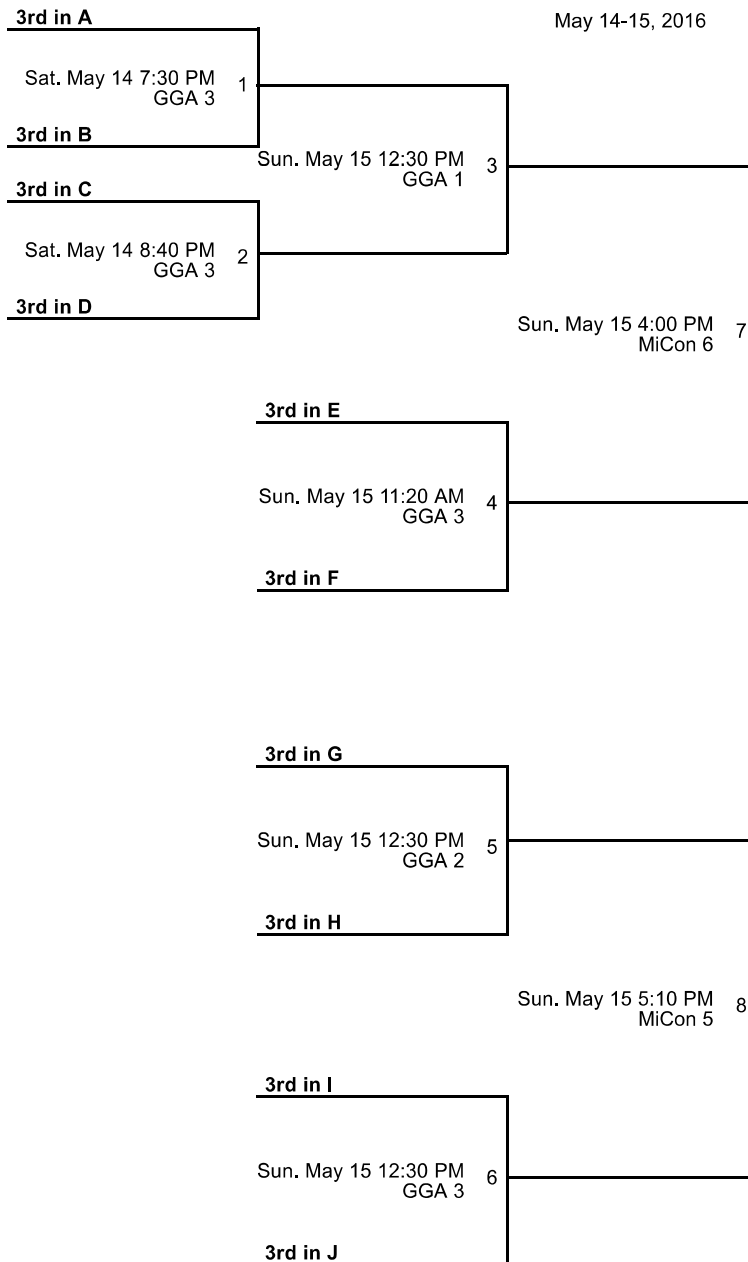 3rd in A
May 14-15, 2016
Sat. May 14 7:30 PM 1
GGA 3
3rd in B
Sun. May 15 12:30 PM 3
GGA 1
3rd in C
Sat. May 14 8:40 PM 2
GGA 3
3rd in D
Sun. May 15 4:00 PM 7
MiCon 6
3rd in E
Sun. May 15 11:20 AM 4
GGA 3
3rd in F
3rd in G
Sun. May 15 12:30 PM 5
GGA 2
3rd in H
Sun. May 15 5:10 PM 8
MiCon 5
3rd in I
Sun. May 15 12:30 PM 6
GGA 3
3rd in J